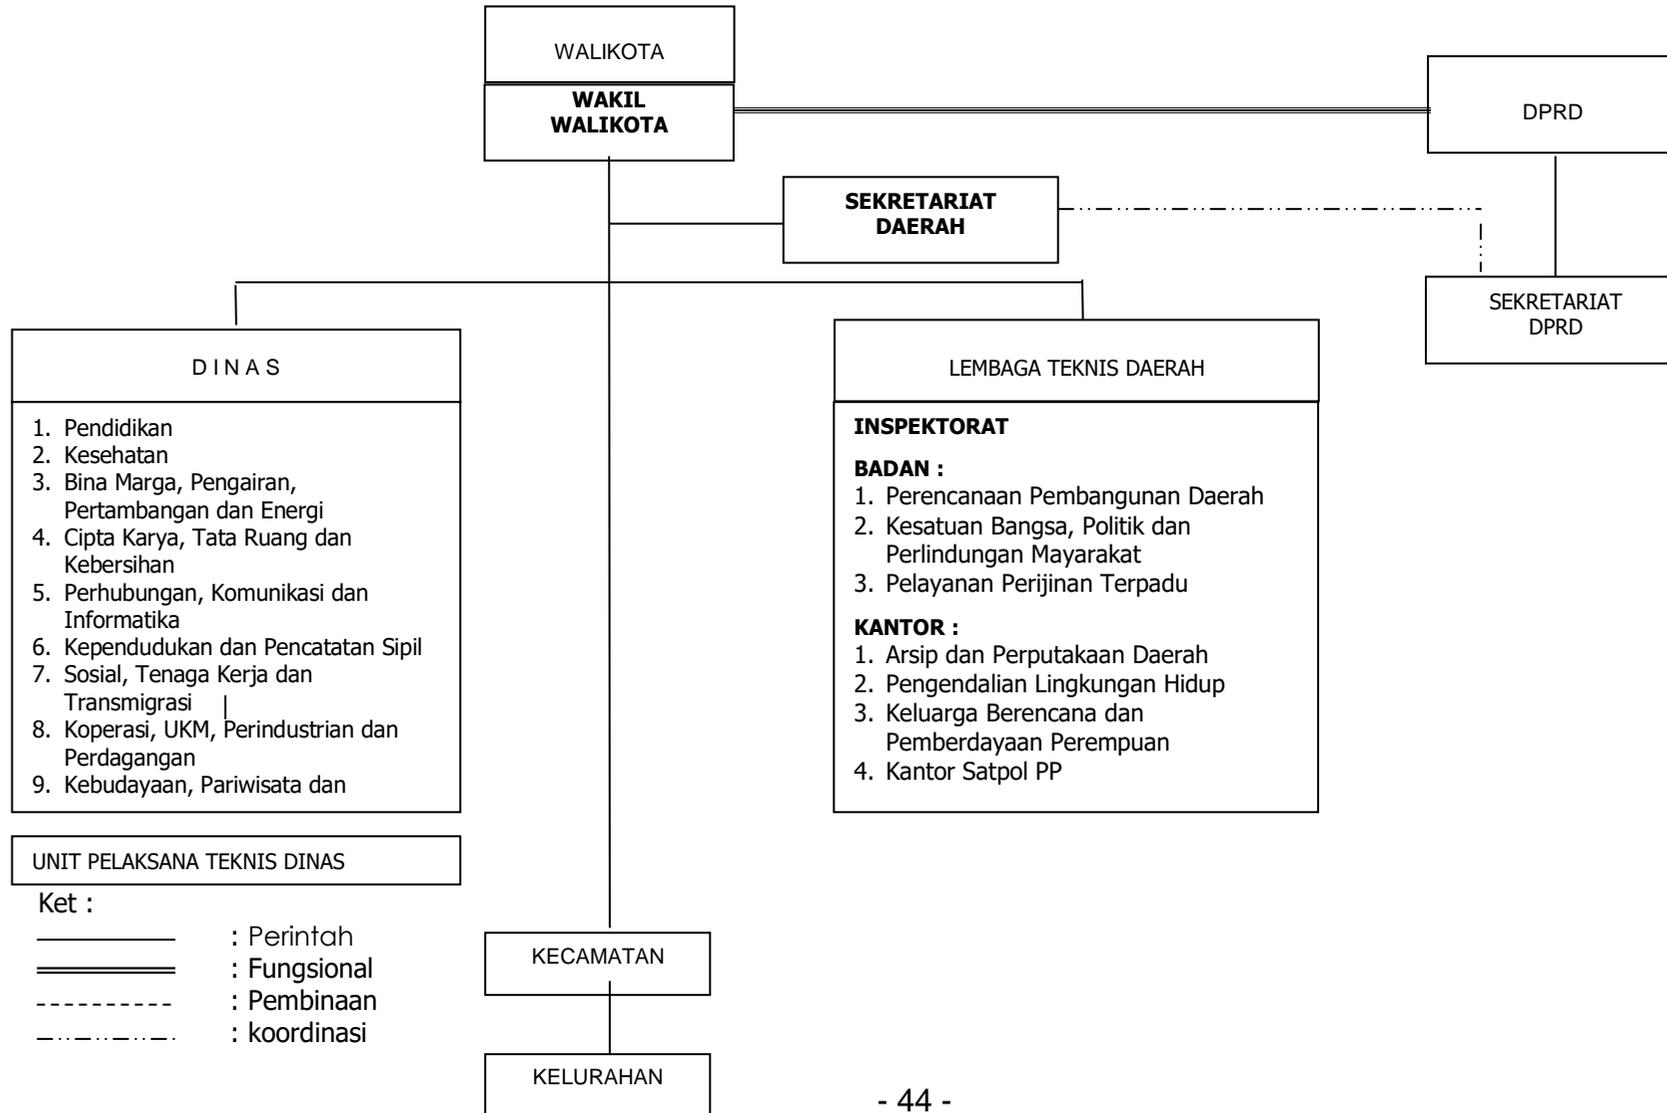 WALIKOTA
WAKIL
WALIKOTA
DPRD
SEKRETARIAT
DAERAH
SEKRETARIAT
DPRD
D I N A S
1. Pendidikan
2. Kesehatan
3. Bina Marga, Pengairan,
Pertambangan dan Energi
4. Cipta Karya, Tata Ruang dan
Kebersihan
5. Perhubungan, Komunikasi dan
Informatika
6. Kependudukan dan Pencatatan Sipil
7. Sosial, Tenaga Kerja dan
Transmigrasi
8. Koperasi, UKM, Perindustrian dan
Perdagangan
9. Kebudayaan, Pariwisata dan
LEMBAGA TEKNIS DAERAH
INSPEKTORAT
BADAN :
1. Perencanaan Pembangunan Daerah
2. Kesatuan Bangsa, Politik dan
Perlindungan Mayarakat
3. Pelayanan Perijinan Terpadu
KANTOR :
1. Arsip dan Perputakaan Daerah
2. Pengendalian Lingkungan Hidup
3. Keluarga Berencana dan
Pemberdayaan Perempuan
4. Kantor Satpol PP
UNIT PELAKSANA TEKNIS DINAS
Ket :
: Perintah
: Fungsional
: Pembinaan
: koordinasi
KECAMATAN
KELURAHAN
- 44 -